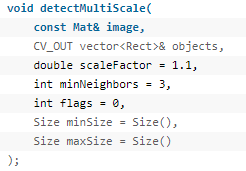 void detectMultiScale(
const Mat& image,
CV_OUT vector<Rect>& objects,
double scaleFactor = 1.1,
int minNeighbors = 3,
int flags = 0,
Size minSize = Size(),
Size maxSize = Size()
);